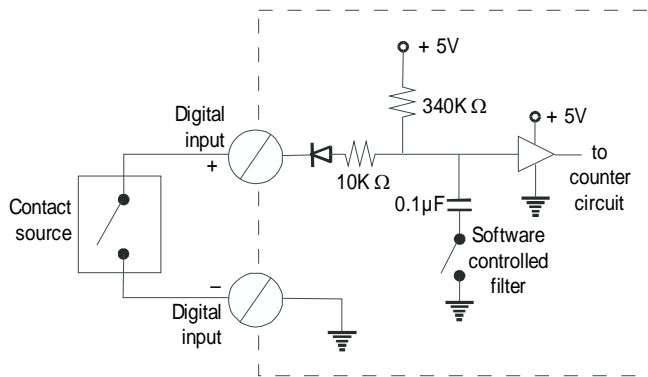 + 5V
340K Ω
+ 5V
Digital
input
+
10K Ω
to
counter
circuit
0.1µF
Contact
source
Software
controlled
filter
–
Digital
input